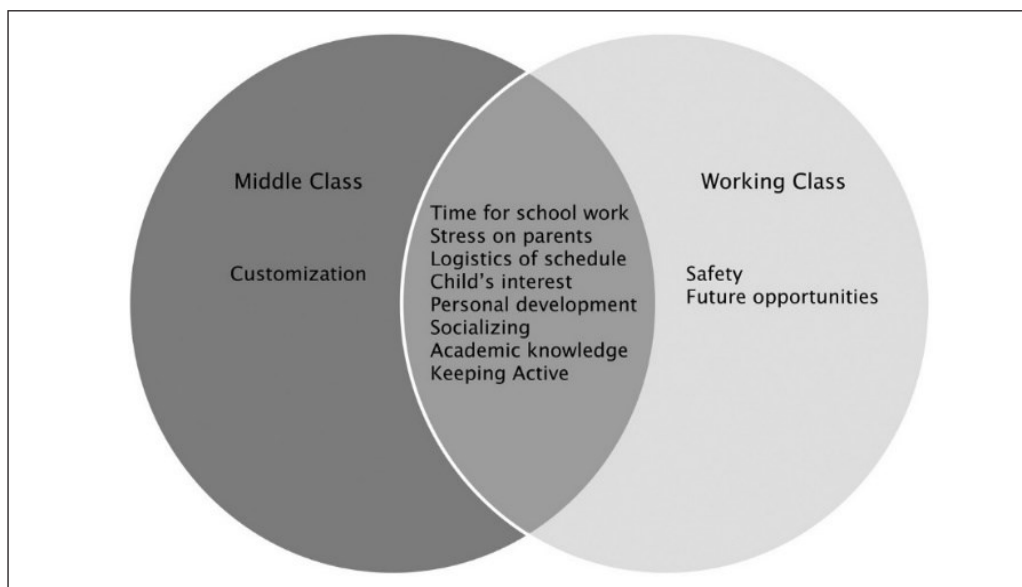 Middle Class
Customization
Time for school work
Stress on parents
Logistics of schedule
Child's interest
Personal development
Socializing
Academic knowledge
Keeping Active
Working Class
Safety
Future opportunities